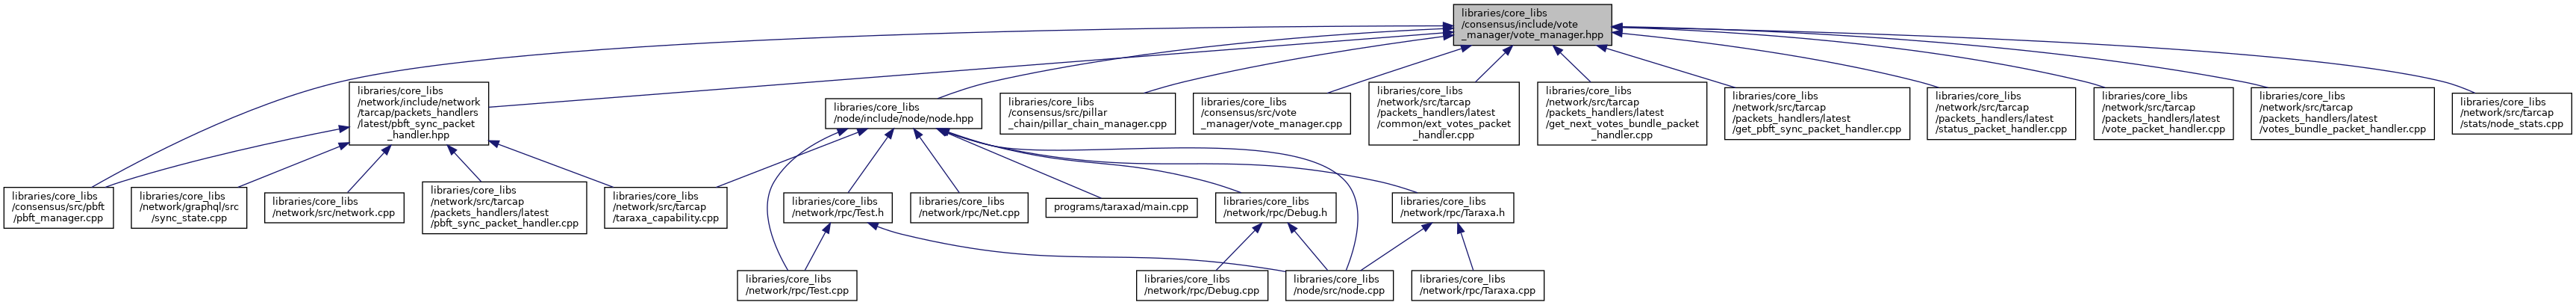 libraries/core_libs
/consensus/include/vote
_manager/vote_manager.hpp
libraries/core_libs
/network/include/network
/tarcap/packets_handlers
/latest/pbft_sync_packet
_handler.hpp
libraries/core_libs
/node/include/node/node.hpp
libraries/core_libs
/consensus/src/pillar
_chain/pillar_chain_manager.cpp
libraries/core_libs
/consensus/src/vote
_manager/vote_manager.cpp
libraries/core_libs
/network/src/tarcap
/packets_handlers/latest
/common/ext_votes_packet
_handler.cpp
libraries/core_libs
/network/src/tarcap
/packets_handlers/latest
/get_next_votes_bundle_packet
_handler.cpp
libraries/core_libs
/network/src/tarcap
/packets_handlers/latest
/get_pbft_sync_packet_handler.cpp
libraries/core_libs
/network/src/tarcap
/packets_handlers/latest
/status_packet_handler.cpp
libraries/core_libs
/network/src/tarcap
/packets_handlers/latest
/vote_packet_handler.cpp
libraries/core_libs
/network/src/tarcap
/packets_handlers/latest
/votes_bundle_packet_handler.cpp
libraries/core_libs
/network/src/tarcap
/stats/node_stats.cpp
libraries/core_libs
/consensus/src/pbft
/pbft_manager.cpp
libraries/core_libs
/network/graphql/src
/sync_state.cpp
libraries/core_libs
/network/src/network.cpp
libraries/core_libs
/network/src/tarcap
/packets_handlers/latest
/pbft_sync_packet_handler.cpp
libraries/core_libs
/network/src/tarcap
/taraxa_capability.cpp
libraries/core_libs
/network/rpc/Test.h
libraries/core_libs
/network/rpc/Net.cpp
programs/taraxad/main.cpp
libraries/core_libs
/network/rpc/Debug.h
libraries/core_libs
/network/rpc/Taraxa.h
libraries/core_libs
/network/rpc/Test.cpp
libraries/core_libs
/network/rpc/Debug.cpp
libraries/core_libs
/node/src/node.cpp
libraries/core_libs
/network/rpc/Taraxa.cpp